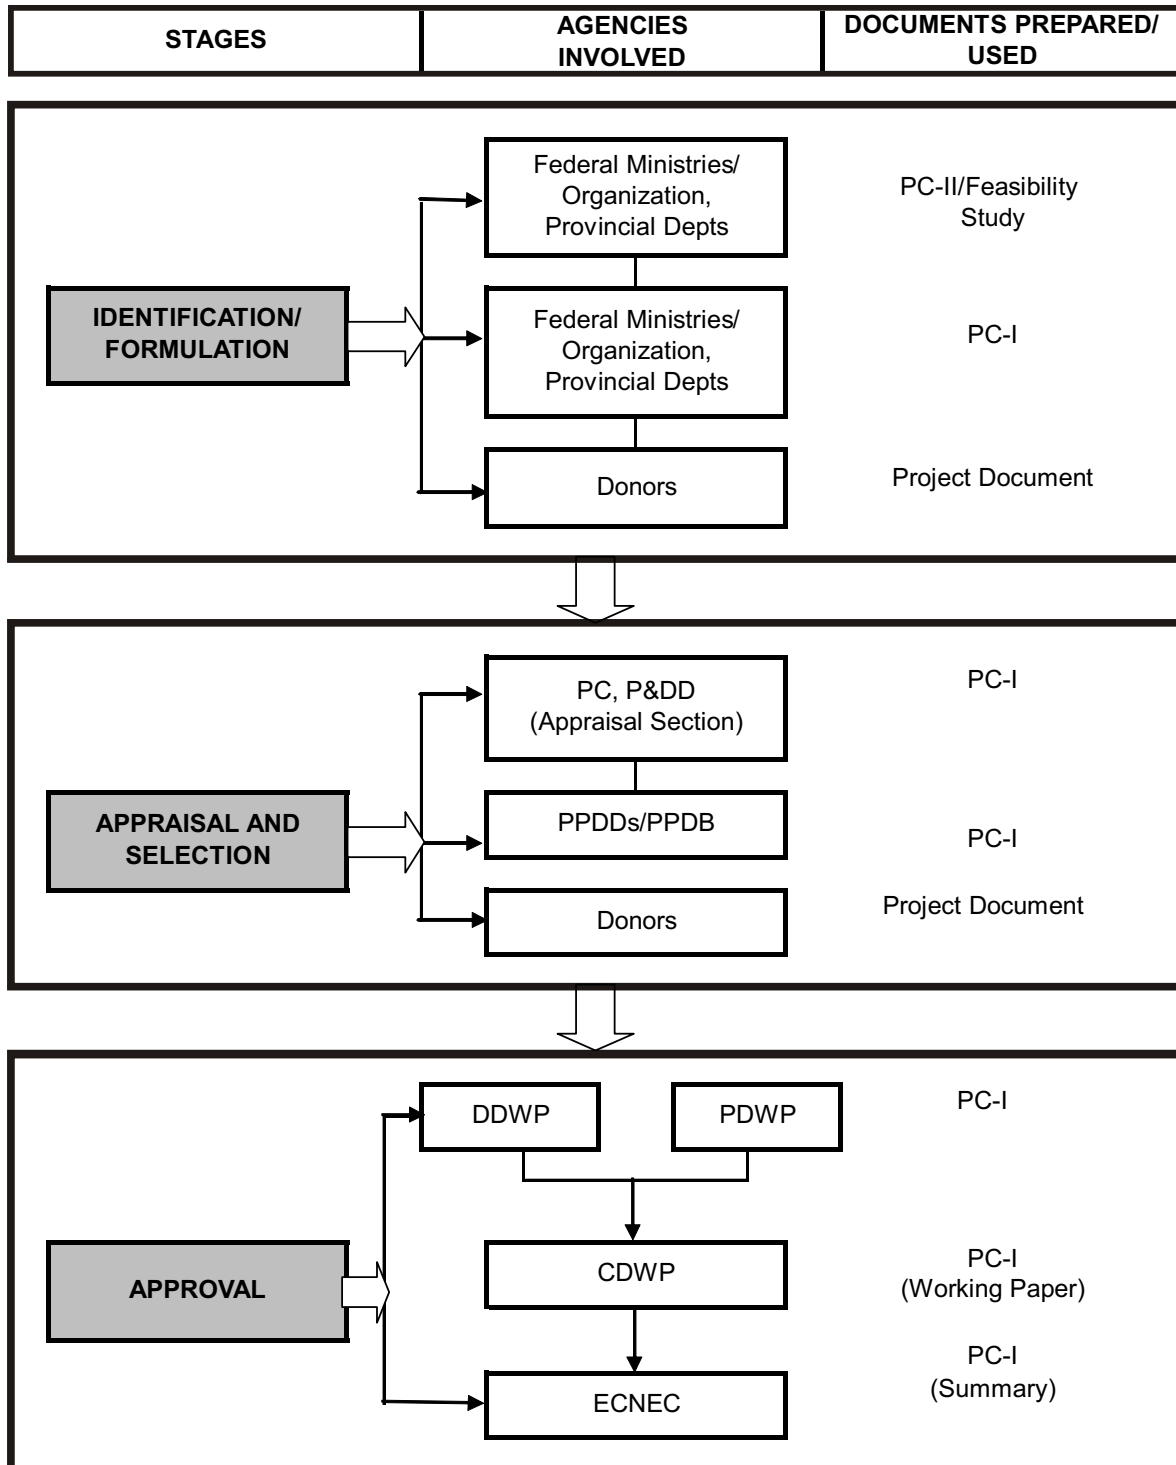 STAGES
AGENCIES
INVOLVED
DOCUMENTS PREPARED/
USED
Federal Ministries/
Organization,
Provincial Depts
PC-II/Feasibility
Study
IDENTIFICATION/
FORMULATION
Federal Ministries/
Organization,
Provincial Depts
PC-I
Donors
Project Document
PC, P&DD
(Appraisal Section)
PC-I
APPRAISAL AND
SELECTION
PPDDs/PPDB
PC-I
Donors
Project Document
DDWP
PDWP
PC-I
APPROVAL
CDWP
PC-I
(Working Paper)
ECNEC
PC-I
(Summary)